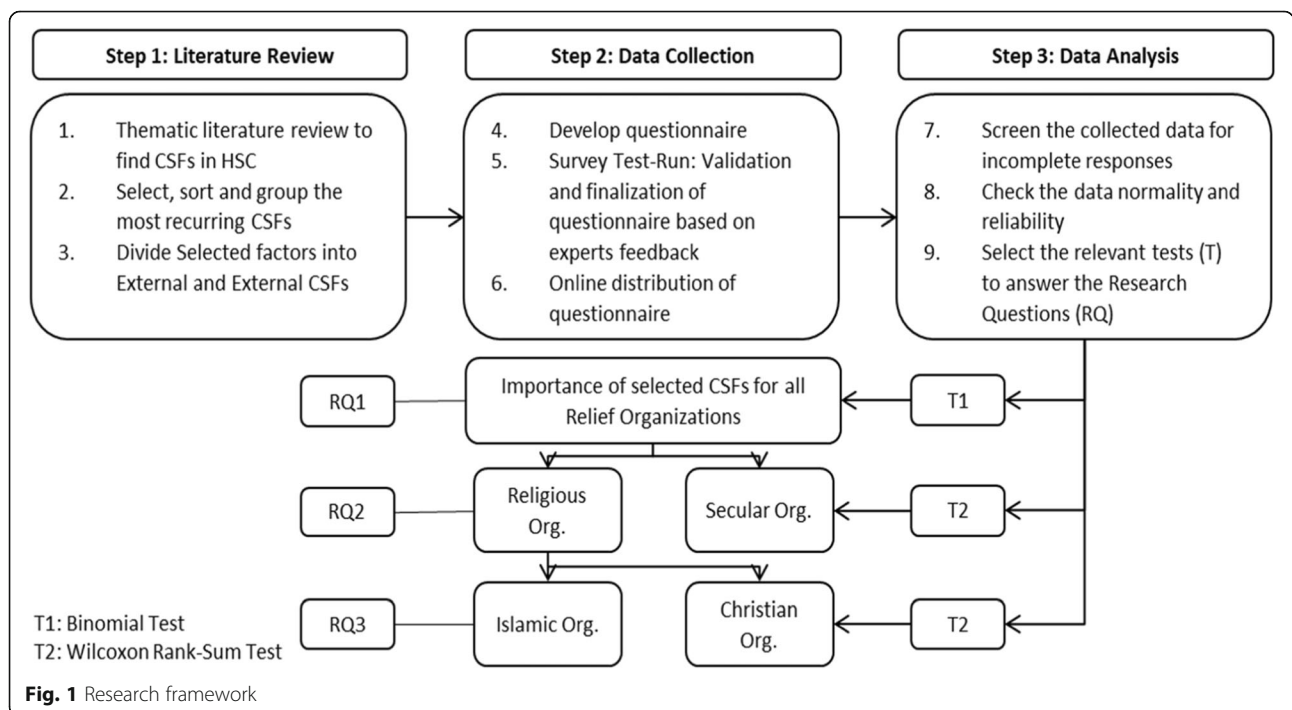 Step 1: Literature Review
1. Thematic literature review to
find CSFs in HSC
2. Select, sort and group the
most recurring CSFs
3. Divide Selected factors into
External and External CSFs
Step 2: Data Collection
4. Develop questionnaire
5. Survey Test-Run: Validation
and finalization of
questionnaire based on
experts feedback
6. Online distribution of
questionnaire
Step 3: Data Analysis
7. Screen the collected data for
incomplete responses
8. Check the data normality and
reliability
9. Select the relevant tests (T)
to answer the Research
Questions (RQ)
RQ1
Importance of selected CSFs for all
Relief Organizations
T1
RQ2
Religious
Org.
Secular Org.
T2
RQ3
Islamic Org.
Christian
Org.
T2
T1: Binomial Test
T2: Wilcoxon Rank-Sum Test
Fig. 1 Research framework